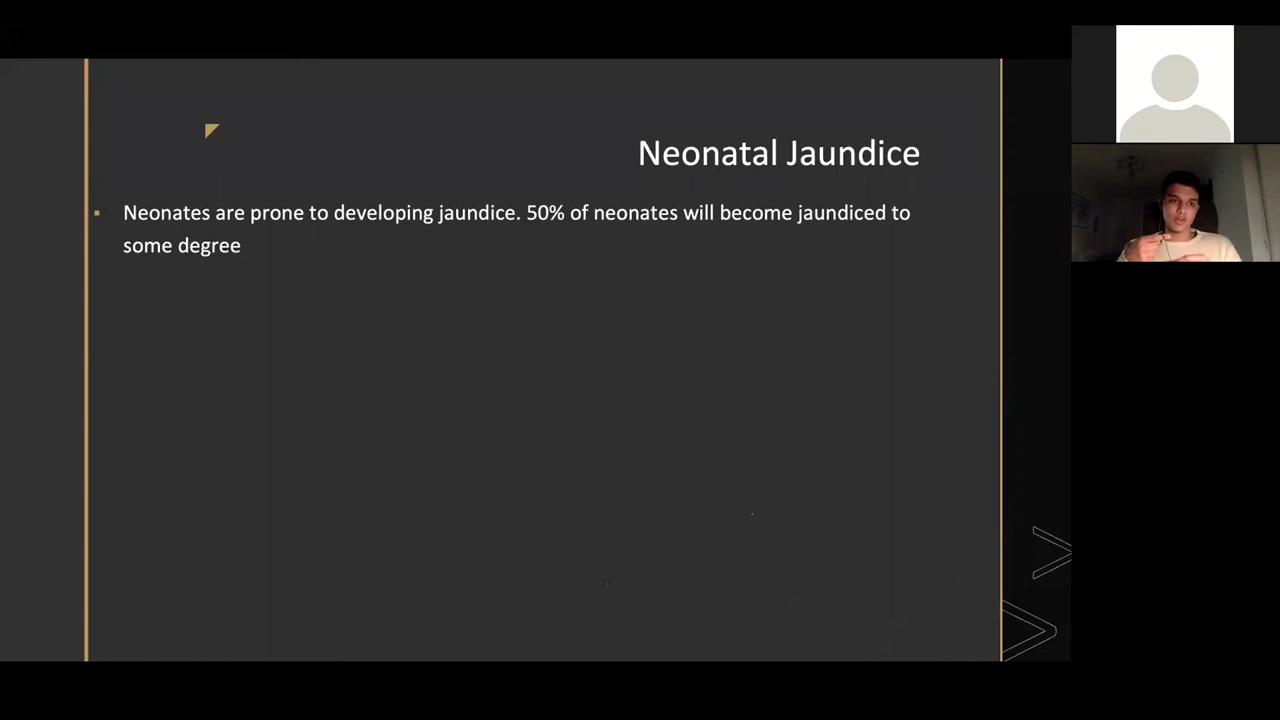 Neonatal Jaundice
Neonates are prone to developing jaundice. 50% of neonates will become jaundiced to
some degree